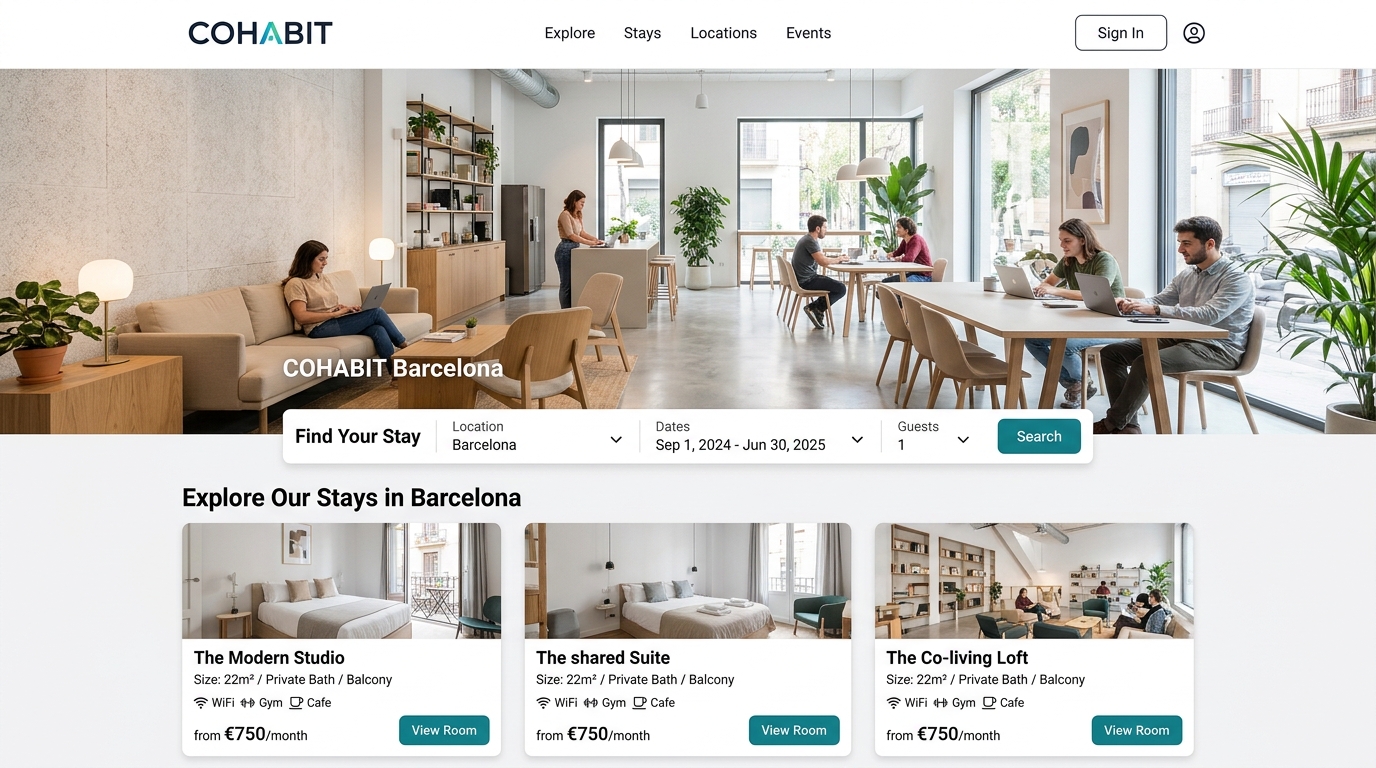 COHABIT
Explore Stays Locations Events
Sign In
COHABIT Barcelona
Find Your Stay
Location
Barcelona
Dates
Sep 1, 2024 - Jun 30, 2025
Guests
1
Search
Explore Our Stays in Barcelona
The Modern Studio
Size: 22m² / Private Bath / Balcony
WiFi Gym Cafe
from €750/month
View Room
The shared Suite
Size: 22m² / Private Bath / Balcony
WiFi Gym Cafe
from €750/month
View Room
The Co-living Loft
Size: 22m² / Private Bath / Balcony
WiFi Gym Cafe
from €750/month
View Room